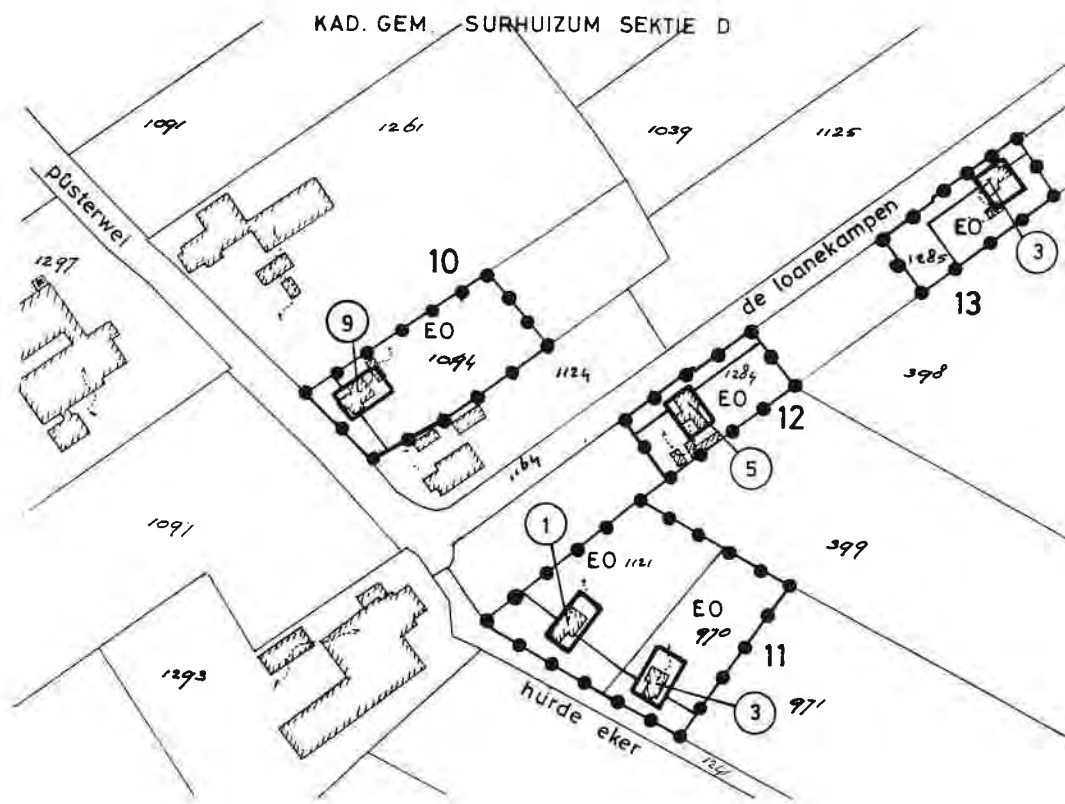 KAD. GEM. SURHUIZUM SEKTIE D
1091
1261
1039
1125
pûsterwei
de loanekampen
3
EO
1285
13
1297
10
9
EO
1094
1124
398
1284
EO
12
5
1164
1091
1
EO 1121
399
EO
970
11
1293
3
971
hurde eker
1241